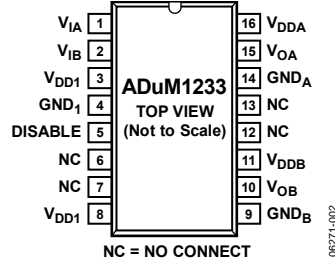 VIA 1 16 VDDA
VIB 2 15 VOA
VDD1 3 14 GNDA
GND1 4 13 NC
DISABLE 5 12 NC
NC 6 11 VDDB
NC 7 10 VOB
VDD1 8 9 GNDB
ADuM1233
TOP VIEW
(Not to Scale)
NC = NO CONNECT
06271-002